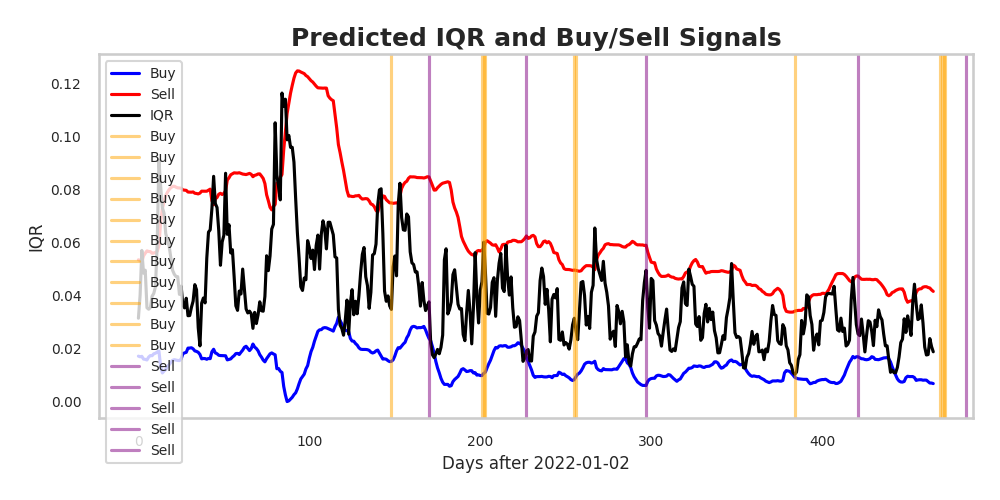 Predicted IQR and Buy/Sell Signals
IQR
0.12
0.10
0.08
0.06
0.04
0.02
0.00
Buy
Sell
IQR
Buy
Buy
Buy
Buy
Buy
Buy
Buy
Buy
Buy
Buy
Buy
Sell
Sell
Sell
Sell
Sell
0
100
200
300
400
Days after 2022-01-02